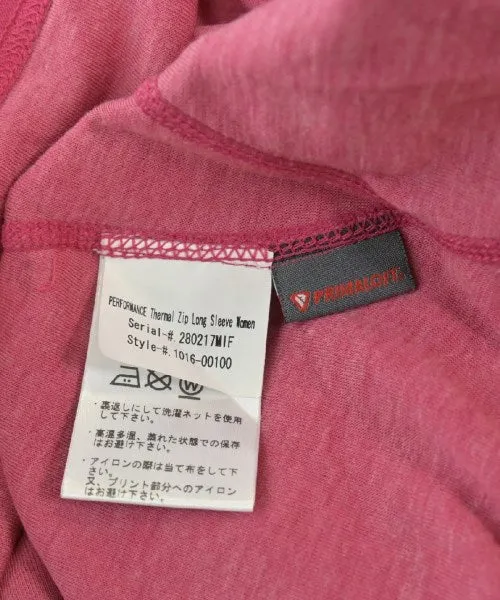 PERFORMANCE Thermal Zip Long Sleeve Women
Serial-#. 280217MIF
Style-#. 1016-00100
W
・裏返しにして洗濯ネットを使用
して下さい。
・高温多湿、濡れた状態での保存
はお避け下さい。
・アイロンの際は当て布をして下
さい。
又、プリント部分へのアイロン
はお避け下さい。
PRIMALOFT